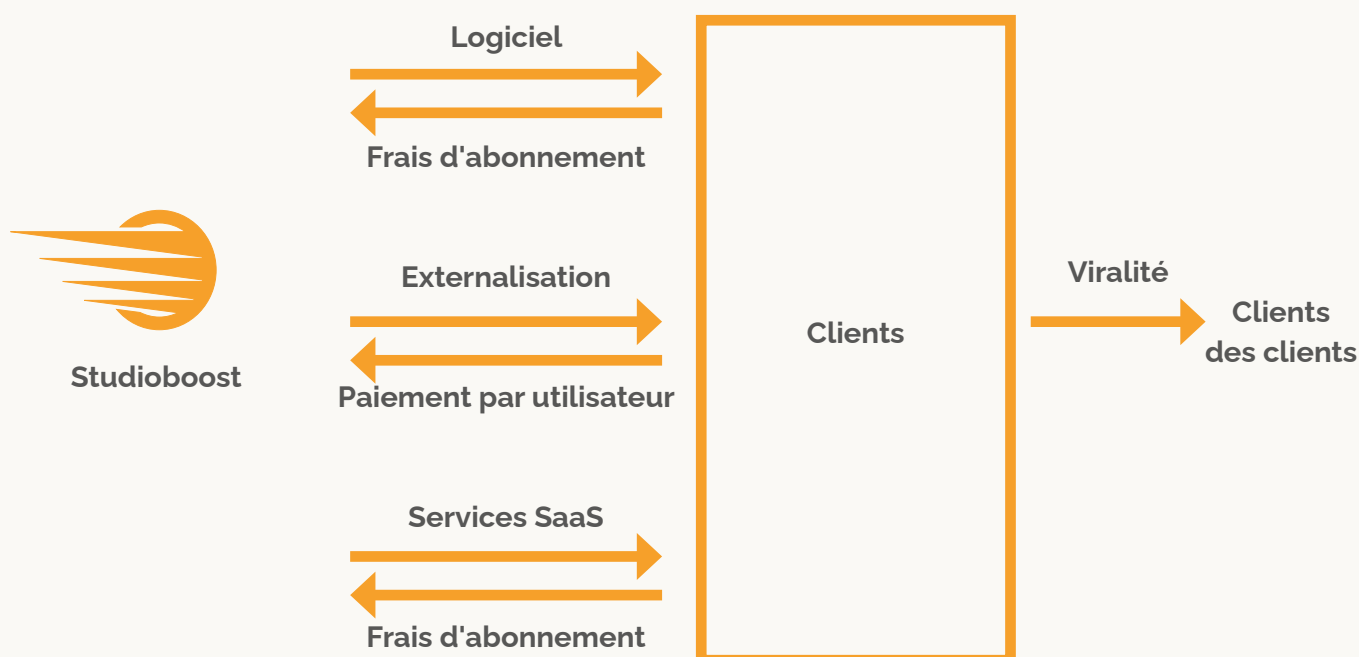 Logiciel
Frais d'abonnement
Studioboost
Externalisation
Paiement par utilisateur
Services SaaS
Frais d'abonnement
Clients
Viralité
Clients
des clients